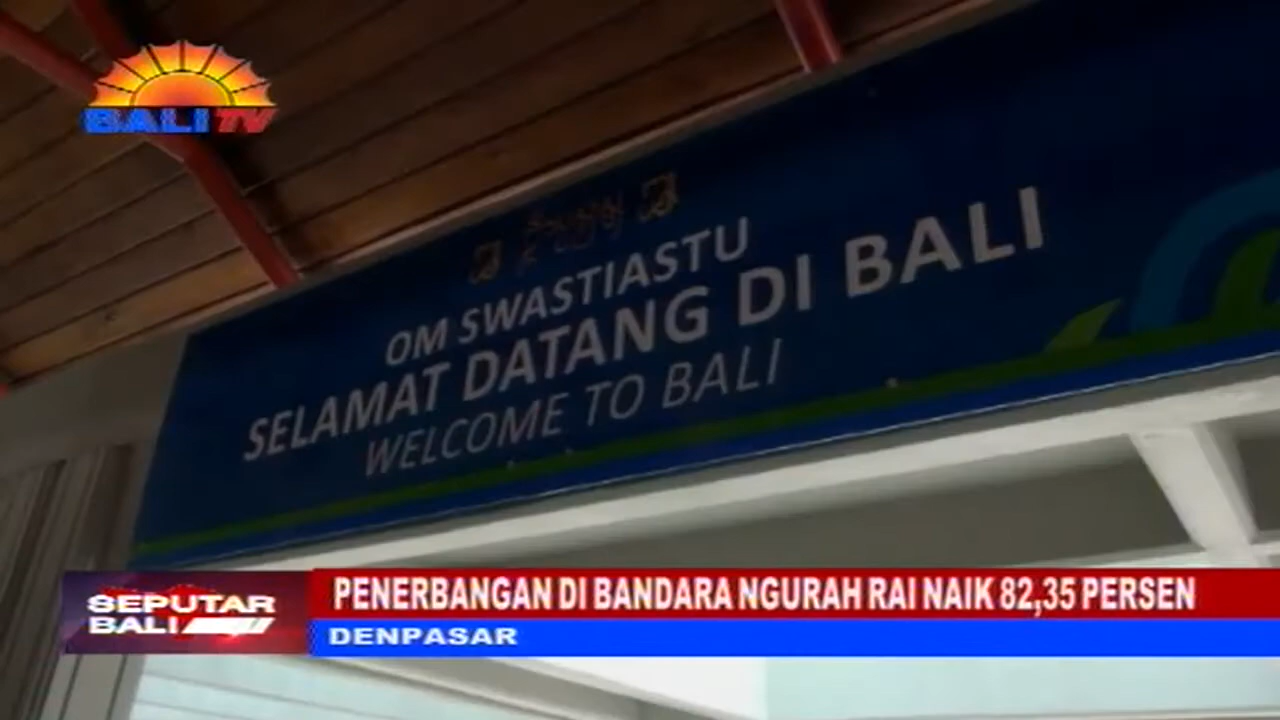 BALI TV
OM SWASTIASTU
SELAMAT DATANG DI BALI
WELCOME TO BALI
SEPUTAR
BALI
PENERBANGAN DI BANDARA NGURAH RAI NAIK 82,35 PERSEN
DENPASAR